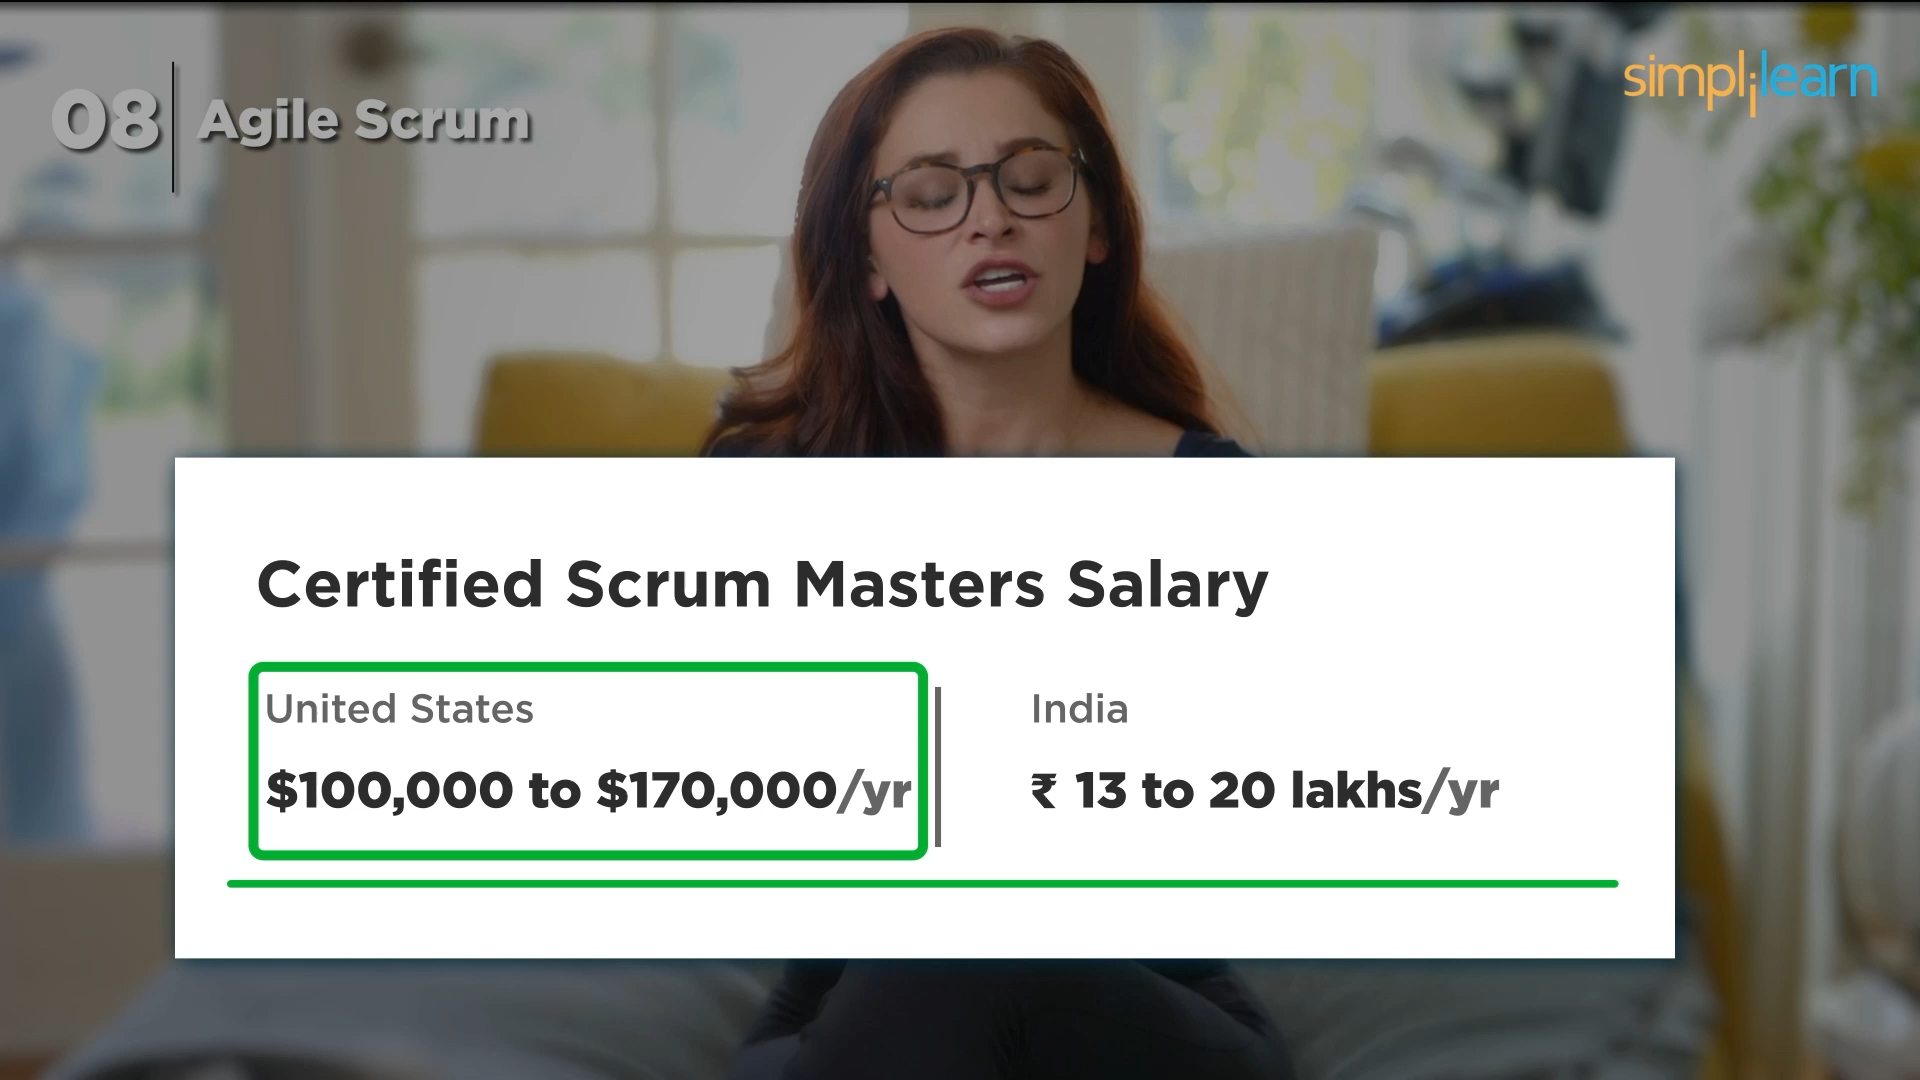 08 Agile Scrum
simplilearn
Certified Scrum Masters Salary
United States
$100,000 to $170,000/yr
India
₹ 13 to 20 lakhs/yr